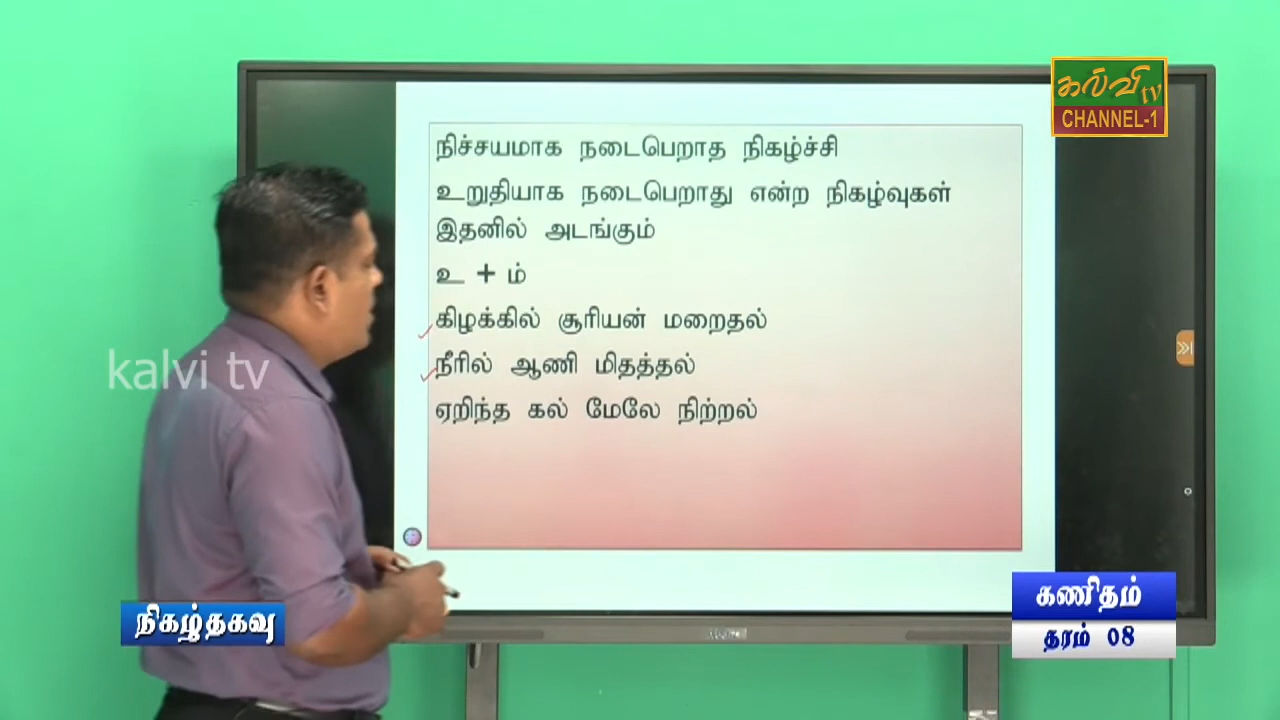 கல்வி tv
CHANNEL-1
நிச்சயமாக நடைபெறாத நிகழ்ச்சி
உறுதியாக நடைபெறாது என்ற நிகழ்வுகள்
இதனில் அடங்கும்
உ + ம்
கிழக்கில் சூரியன் மறைதல்
நீரில் ஆணி மிதத்தல்
ஏறிந்த கல் மேலே நிற்றல்
kalvi tv
நிகழ்தகவு
கணிதம்
தரம் 08